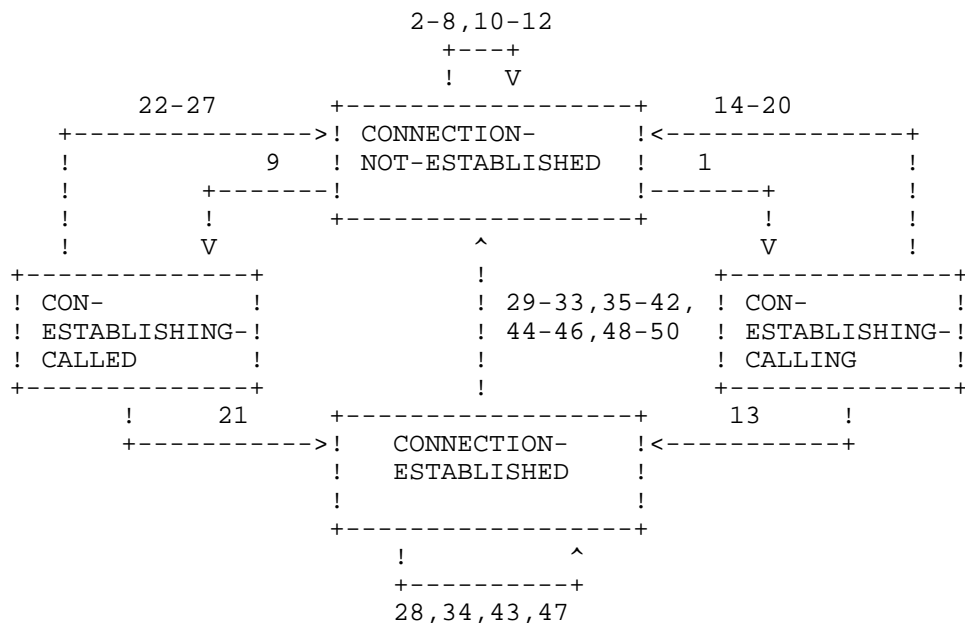 2-8,10-12
+---+
! V
22-27 +------------------+ 14-20
+--------------->! CONNECTION- !<---------------+
! 9 ! NOT-ESTABLISHED ! 1 !
! +-------! !-------+ !
! ! +------------------+ ! !
! V ^ V !
+--------------+ ! +--------------+
! CON- ! ! 29-33,35-42, ! CON- !
! ESTABLISHING-! ! 44-46,48-50 ! ESTABLISHING-!
! CALLED ! ! ! CALLING !
+--------------+ ! +--------------+
! 21 +------------------+ 13 !
+----------->! CONNECTION- !<-----------+
! ESTABLISHED !
! !
+------------------+
! ^
+----------+
28,34,43,47